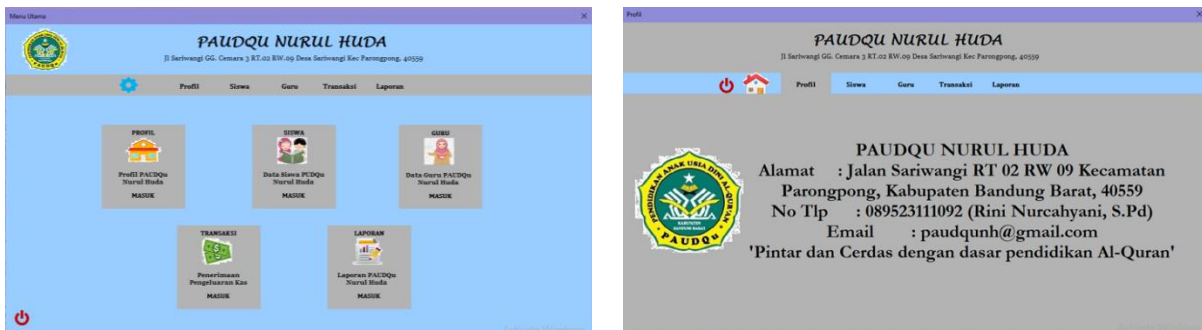 Menu Utama
PAUDQU NURUL HUDA
Jl Sariwangi GG. Cemara 3 RT.02 RW.09 Desa Sariwangi Kec Parongpong, 40559
Profil Siswa Guru Transaksi Laporan
PROFIL
Profil PAUDQu
Nurul Huda
MASUK
SISWA
Data Siswa PUDQu
Nurul Huda
MASUK
GURU
Data Guru PAUDQu
Nurul Huda
MASUK
TRANSAKSI
Penerimaan
Pengeluaran Kas
MASUK
LAPORAN
Laporan PAUDQu
Nurul Huda
MASUK
Profil
PAUDQU NURUL HUDA
Jl Sariwangi GG. Cemara 3 RT.02 RW.09 Desa Sariwangi Kec Parongpong, 40559
Profil Siswa Guru Transaksi Laporan
PENDIDIKAN ANAK USIA DINI AL-QUR'AN
KABUPATEN
BANDUNG BARAT
PAUDQu
PAUDQU NURUL HUDA
Alamat : Jalan Sariwangi RT 02 RW 09 Kecamatan
Parongpong, Kabupaten Bandung Barat, 40559
No Tlp : 089523111092 (Rini Nurcahyani, S.Pd)
Email : paudqunh@gmail.com
'Pintar dan Cerdas dengan dasar pendidikan Al-Quran'